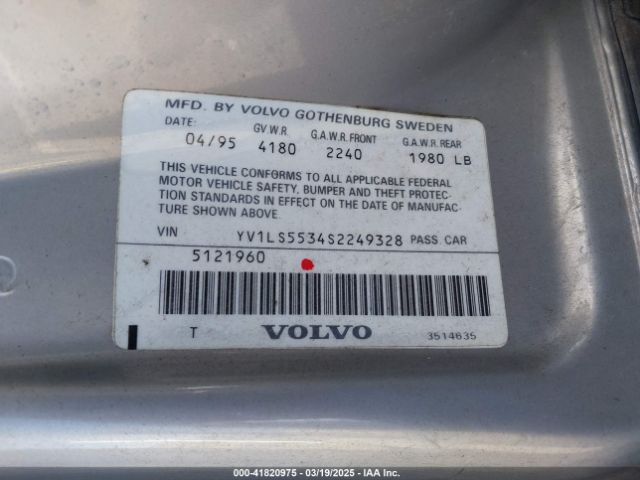 MFD. BY VOLVO GOTHENBURG SWEDEN
DATE: G.V.W.R. G.A.W.R. FRONT G.A.W.R. REAR
04/95 4180 2240 1980 LB
THIS VEHICLE CONFORMS TO ALL APPLICABLE FEDERAL
MOTOR VEHICLE SAFETY, BUMPER AND THEFT PROTEC-
TION STANDARDS IN EFFECT ON THE DATE OF MANUFAC-
TURE SHOWN ABOVE.
VIN YV1LS5534S2249328 PASS. CAR
5121960
T VOLVO 3514635
000-41820975 - 03/19/2025 - IAA Inc.